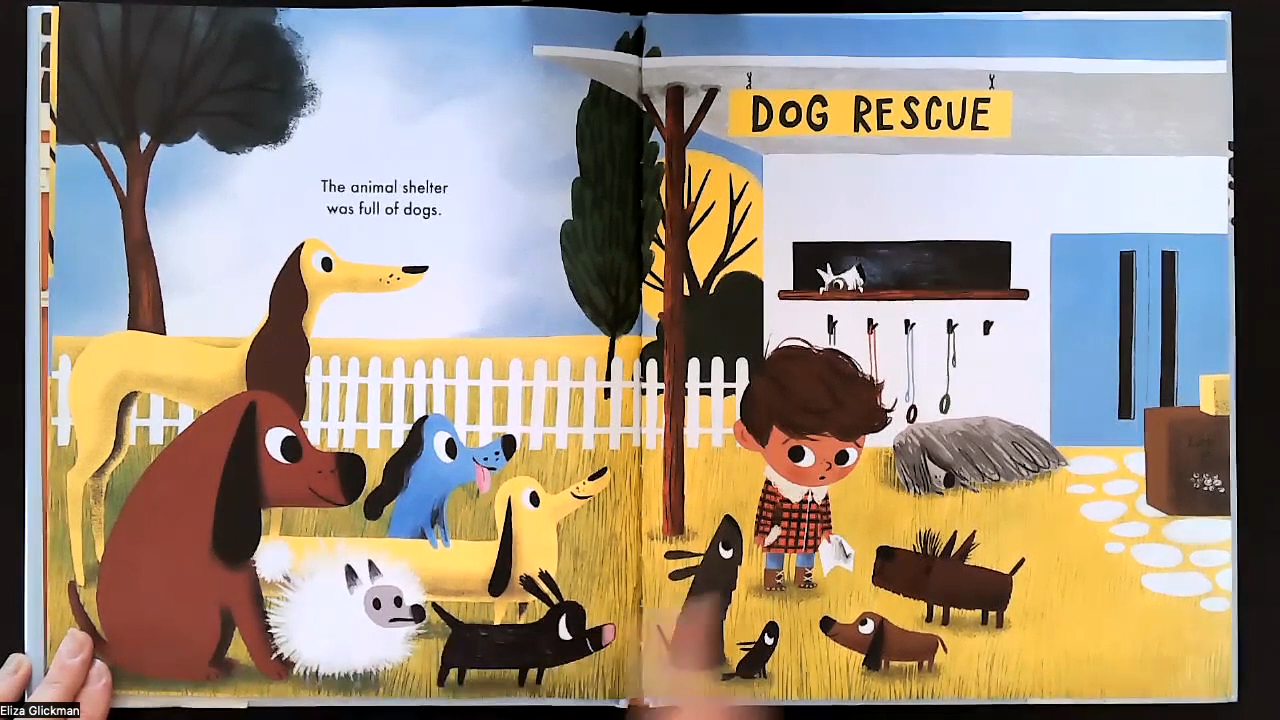 The animal shelter
was full of dogs.
DOG RESCUE
Eliza Glickman